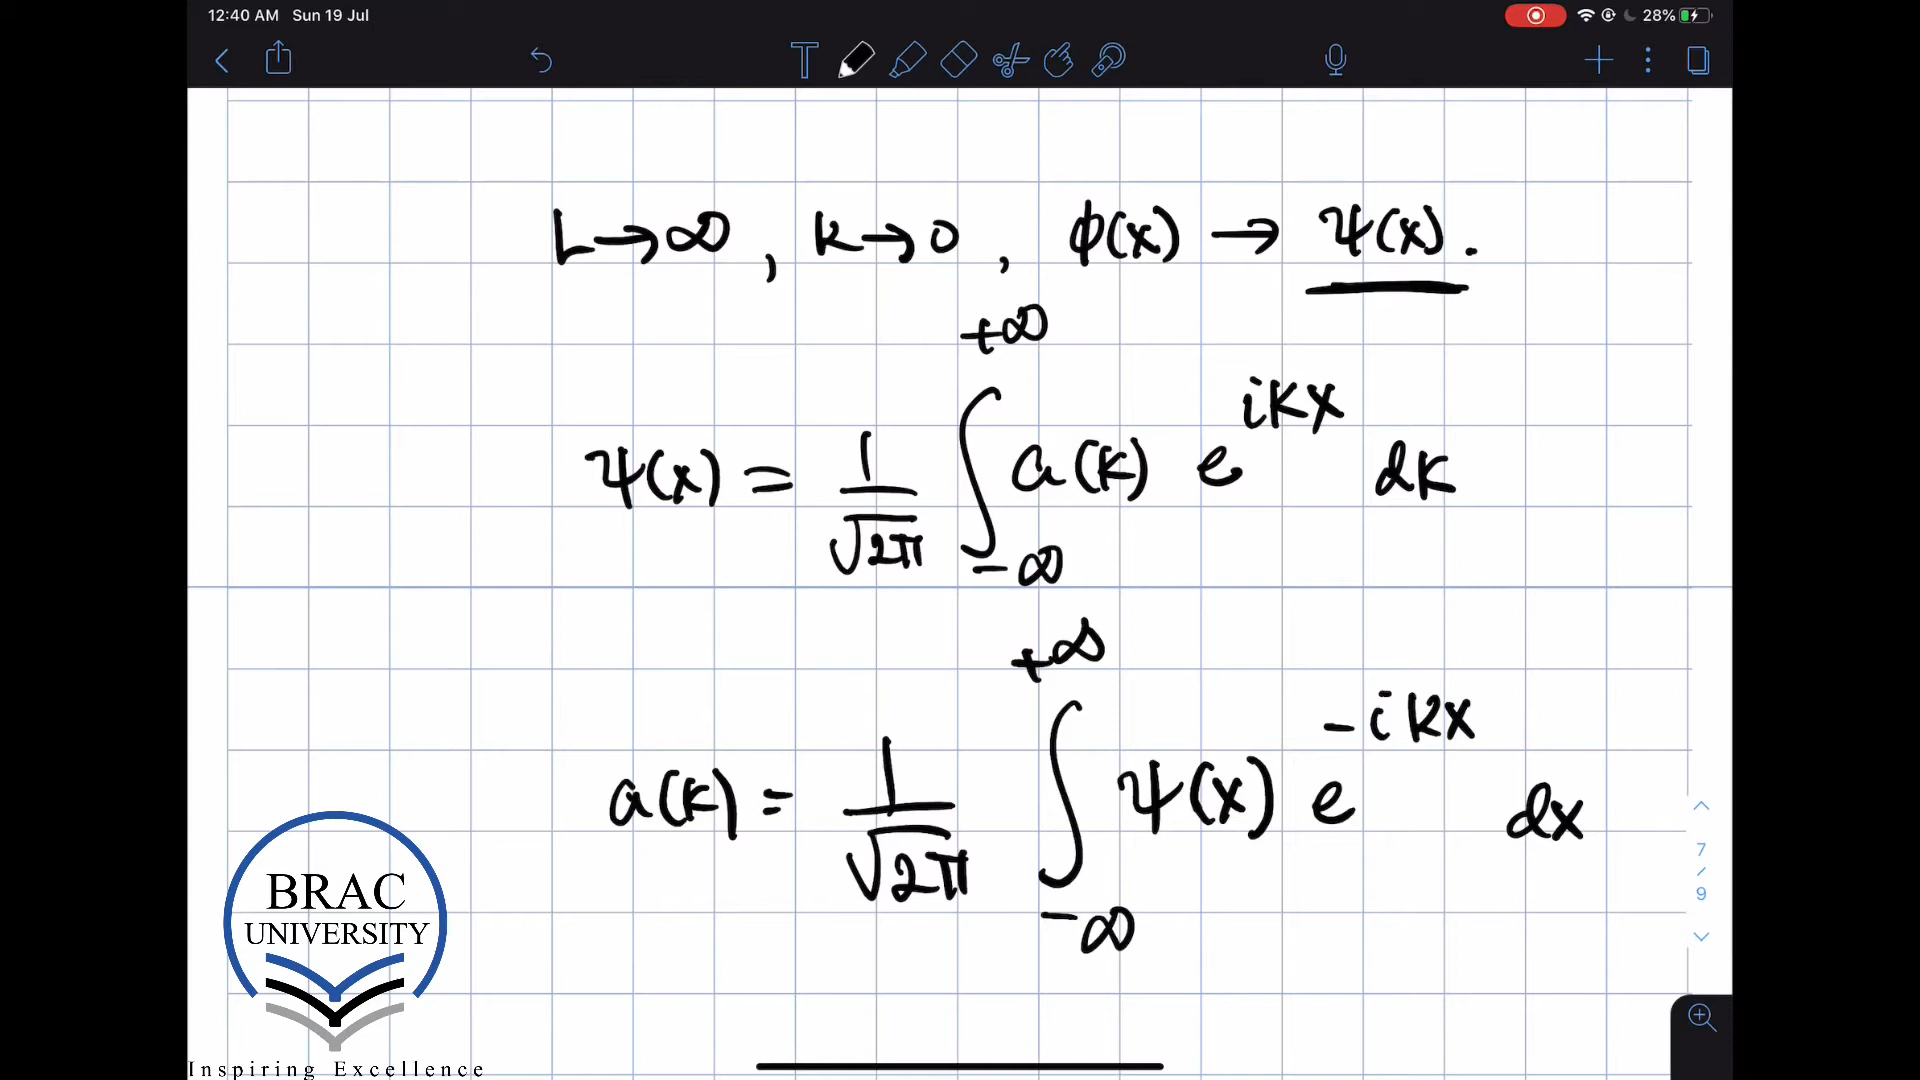 12:40 AM Sun 19 Jul 28%
L→∞, k→0, ϕ(x) → Ψ(x).
Ψ(x) = 1/√2π ∫_{-∞}^{+∞} a(k) e^{ikx} dk
a(k) = 1/√2π ∫_{-∞}^{+∞} Ψ(x) e^{-ikx} dx
7
/
9
BRAC
UNIVERSITY
Inspiring Excellence